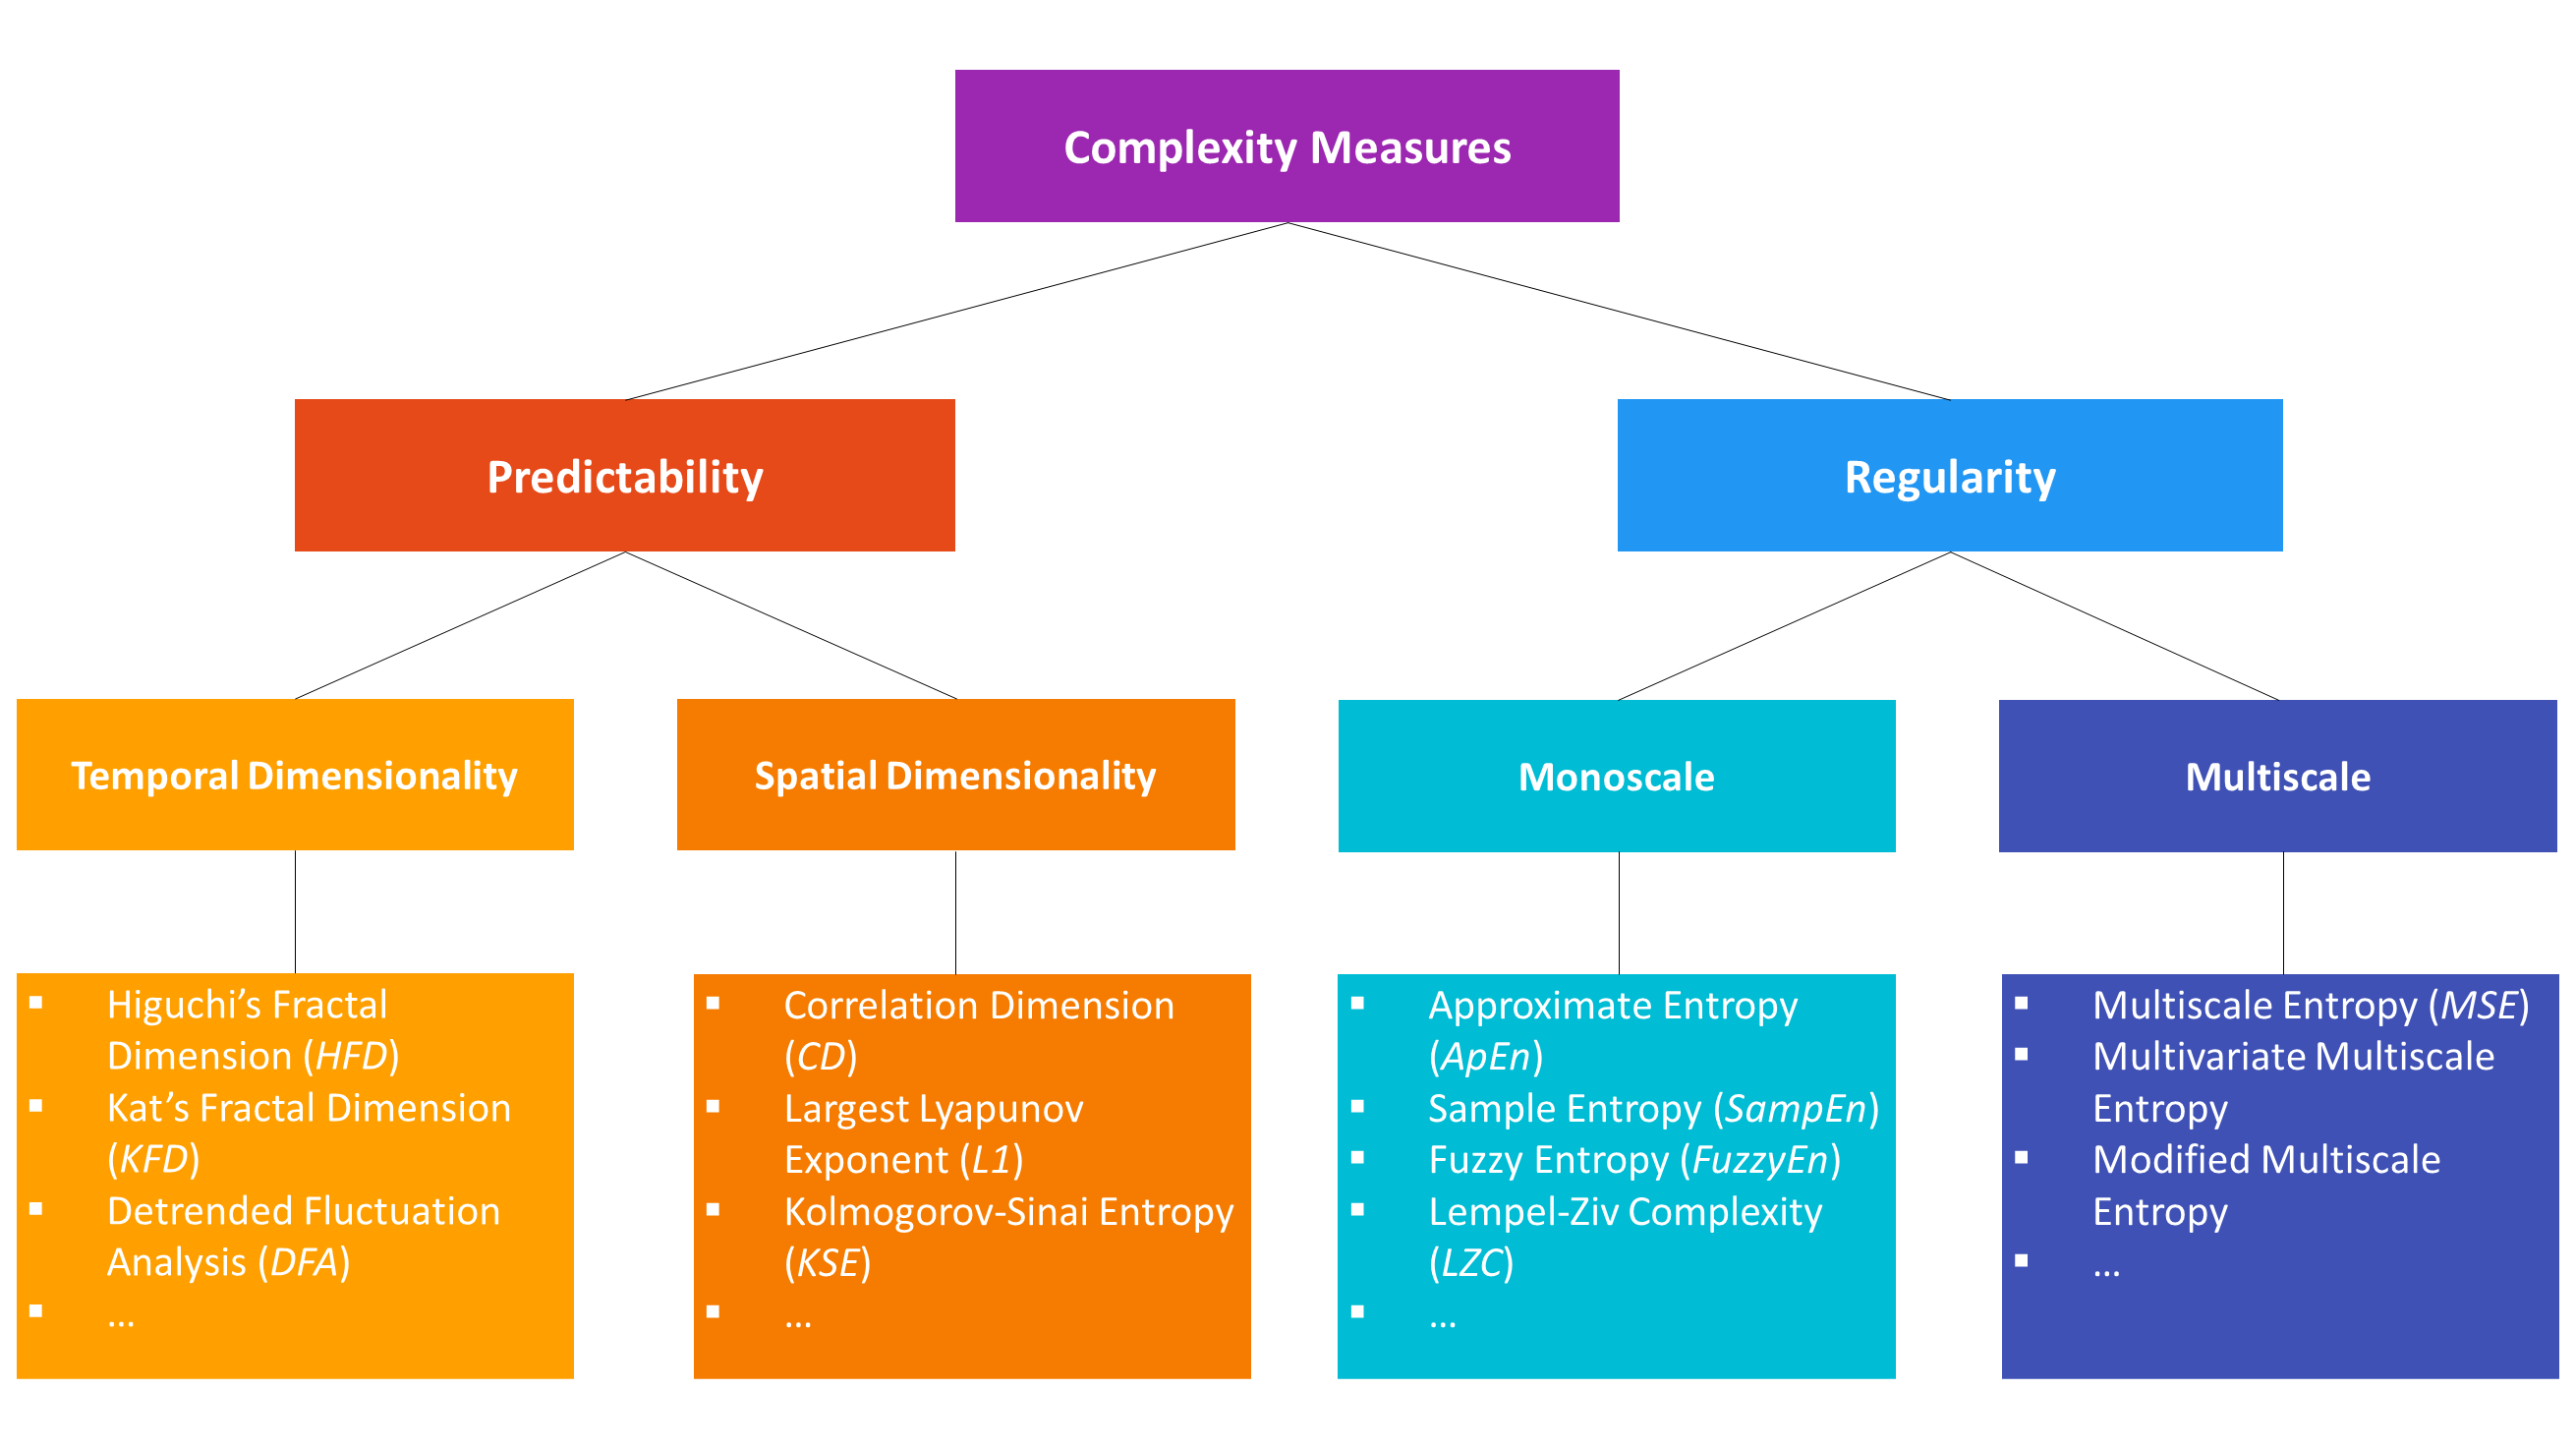 Complexity Measures
Predictability
Regularity
Temporal Dimensionality
Spatial Dimensionality
Monoscale
Multiscale
▪ Higuchi’s Fractal
Dimension (HFD)
▪ Kat’s Fractal Dimension
(KFD)
▪ Detrended Fluctuation
Analysis (DFA)
▪ ...
▪ Correlation Dimension
(CD)
▪ Largest Lyapunov
Exponent (L1)
▪ Kolmogorov-Sinai Entropy
(KSE)
▪ ...
▪ Approximate Entropy
(ApEn)
▪ Sample Entropy (SampEn)
▪ Fuzzy Entropy (FuzzyEn)
▪ Lempel-Ziv Complexity
(LZC)
▪ ...
▪ Multiscale Entropy (MSE)
▪ Multivariate Multiscale
Entropy
▪ Modified Multiscale
Entropy
▪ ...